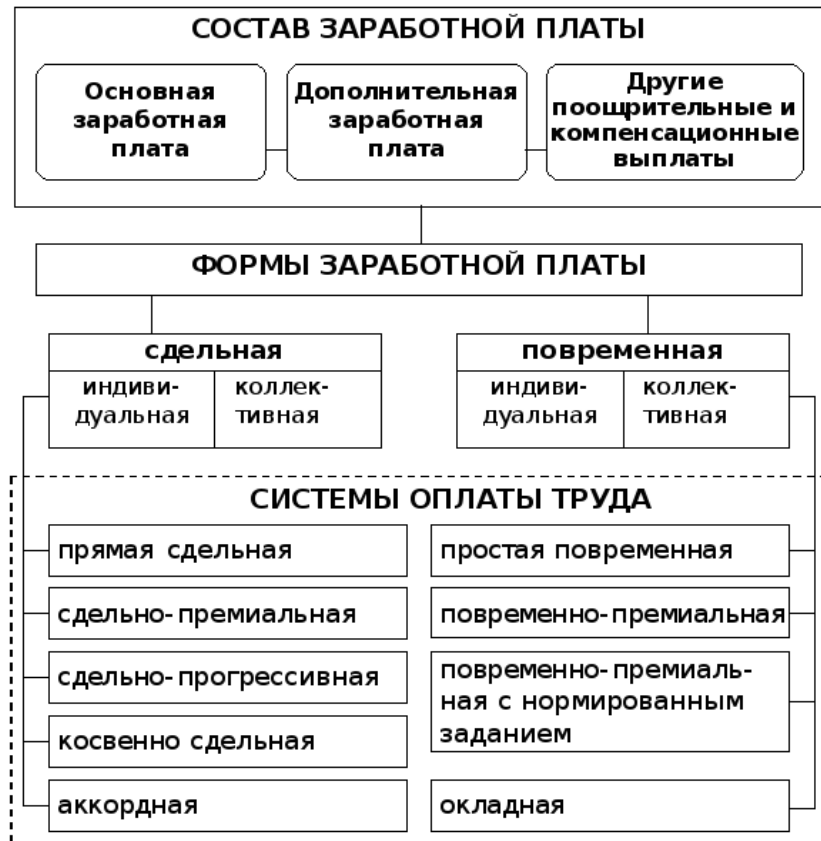 СОСТАВ ЗАРАБОТНОЙ ПЛАТЫ
Основная
заработная
плата
Дополнительная
заработная
плата
Другие
поощрительные и
компенсационные
выплаты
ФОРМЫ ЗАРАБОТНОЙ ПЛАТЫ
сдельная
индиви-
дуальная
коллек-
тивная
повременная
индиви-
дуальная
коллек-
тивная
СИСТЕМЫ ОПЛАТЫ ТРУДА
прямая сдельная
сдельно-премиальная
сдельно-прогрессивная
косвенно сдельная
аккордная
простая повременная
повременно-премиальная
повременно-премиаль-
ная с нормированным
заданием
окладная